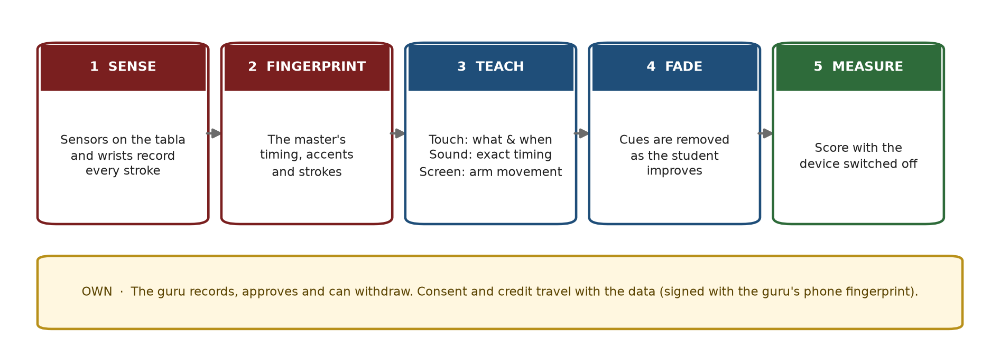 1 SENSE
Sensors on the tabla
and wrists record
every stroke
2 FINGERPRINT
The master's
timing, accents
and strokes
3 TEACH
Touch: what & when
Sound: exact timing
Screen: arm movement
4 FADE
Cues are removed
as the student
improves
5 MEASURE
Score with the
device switched off
OWN · The guru records, approves and can withdraw. Consent and credit travel with the data (signed with the guru's phone fingerprint).